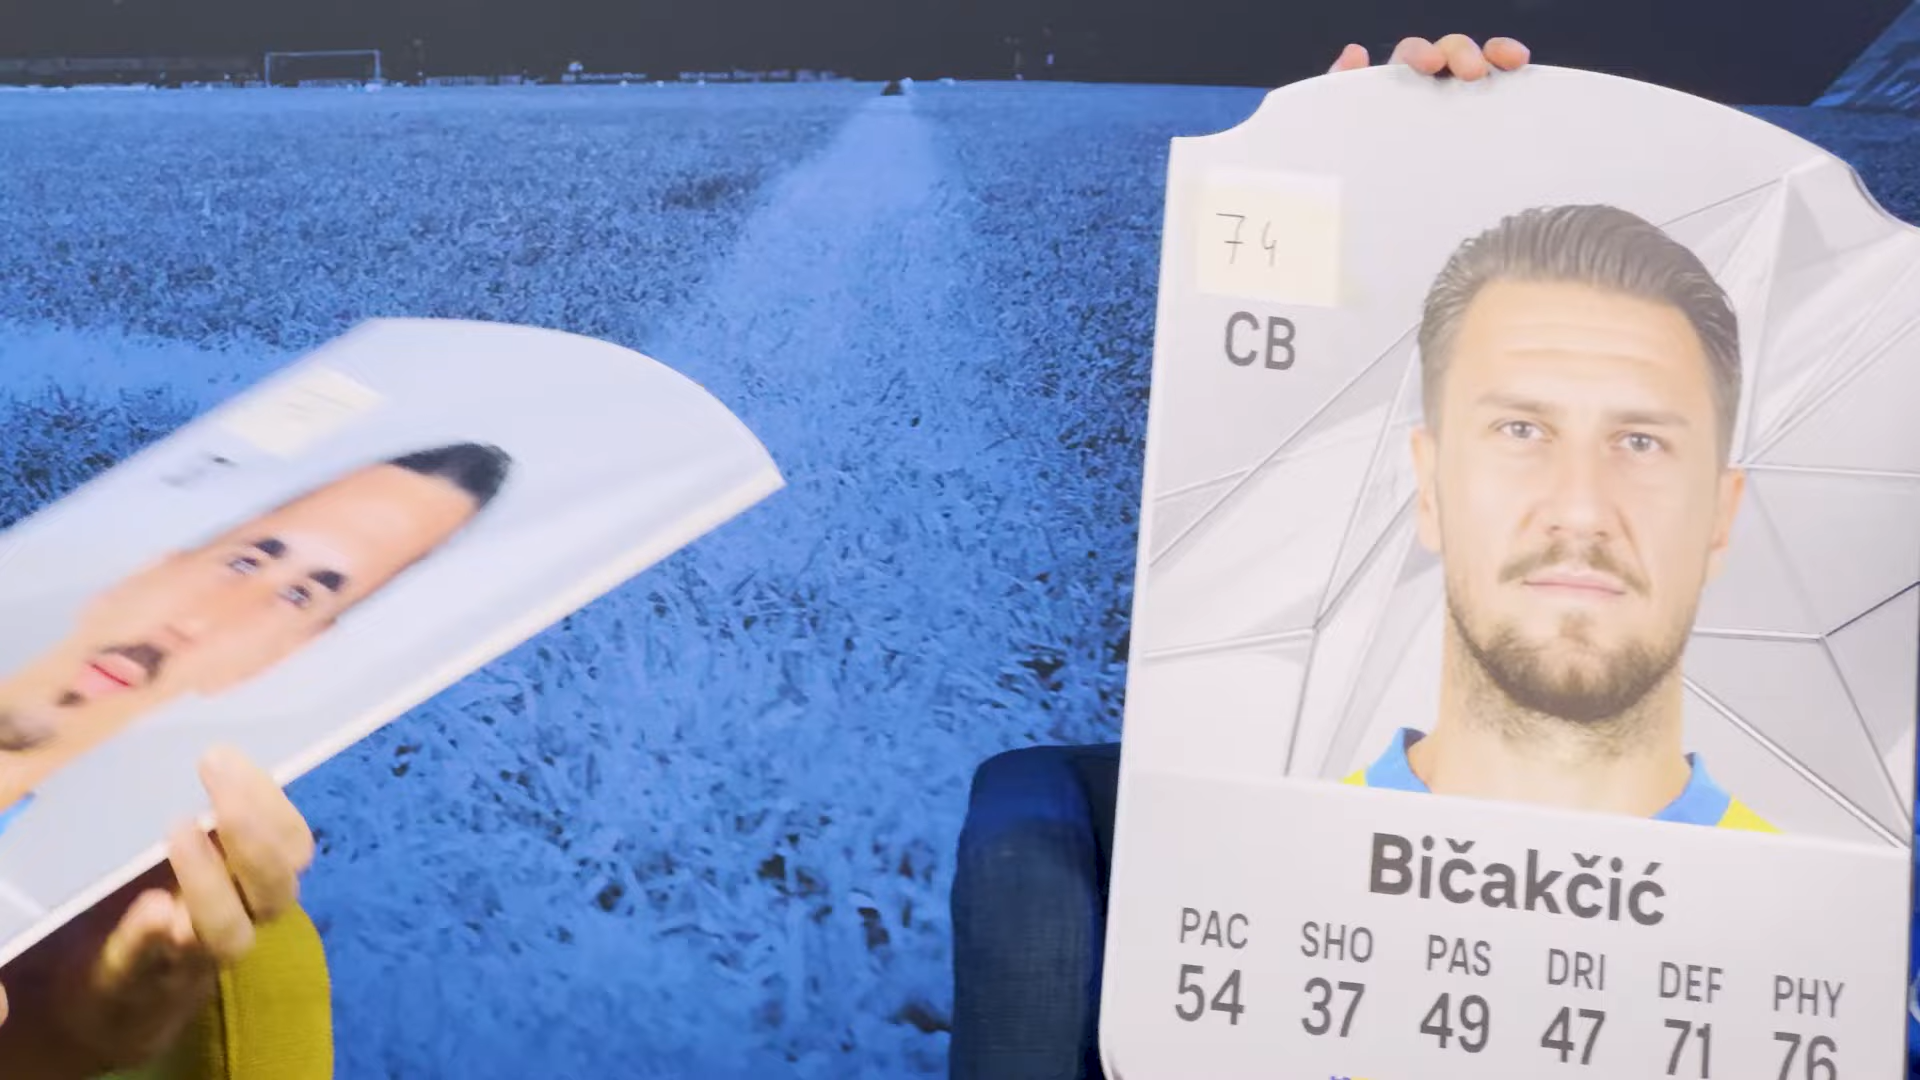 74
CB
Bičakčić
PAC SHO PAS DRI DEF PHY
54 37 49 47 71 76